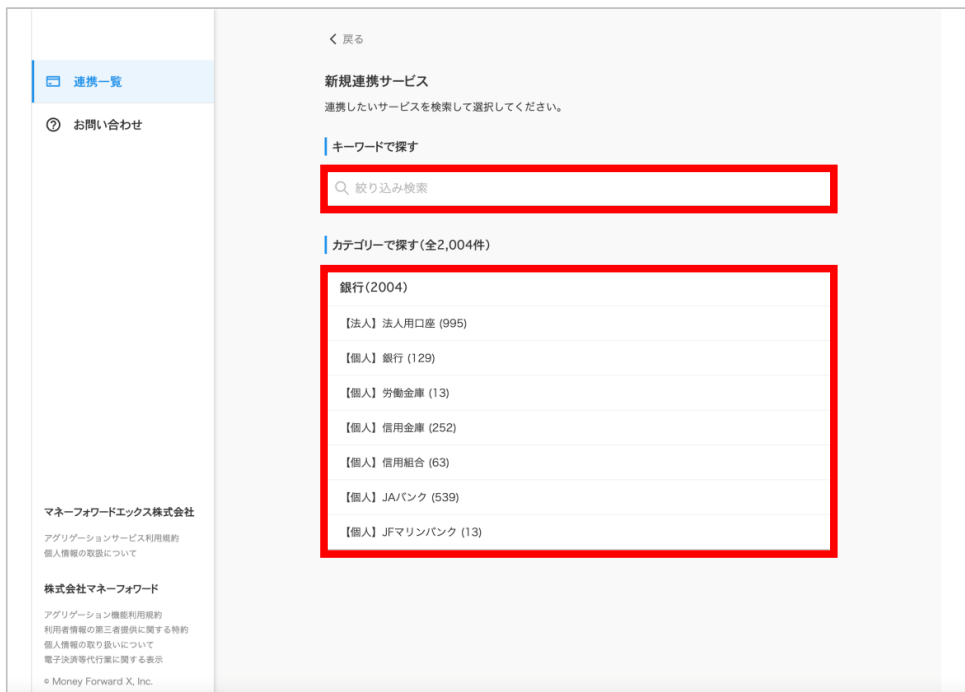 戻る
連携一覧
お問い合わせ
新規連携サービス
連携したいサービスを検索して選択してください。
キーワードで探す
絞り込み検索
カテゴリーで探す(全2,004件)
銀行(2004)
【法人】法人用口座 (995)
【個人】銀行 (129)
【個人】労働金庫 (13)
【個人】信用金庫 (252)
【個人】信用組合 (63)
【個人】JAバンク (539)
【個人】JFマリンバンク (13)
マネーフォワードエックス株式会社
アグリゲーションサービス利用規約
個人情報の取扱について
株式会社マネーフォワード
アグリゲーション機能利用規約
利用者情報の第三者提供に関する特約
個人情報の取り扱いについて
電子決済等代行業に関する表示
© Money Forward X, Inc.